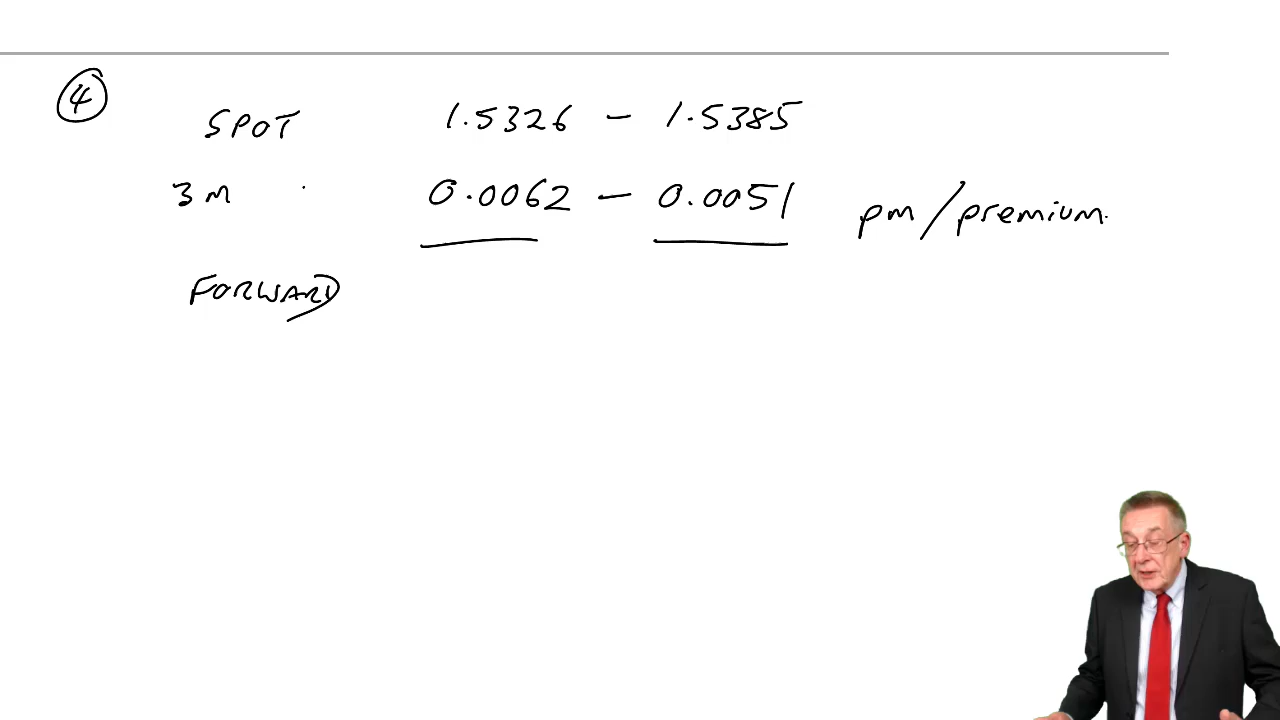 ④ SPOT 1.5326 – 1.5385
3M 0.0062 – 0.0051 pm/premium.
FORWARD